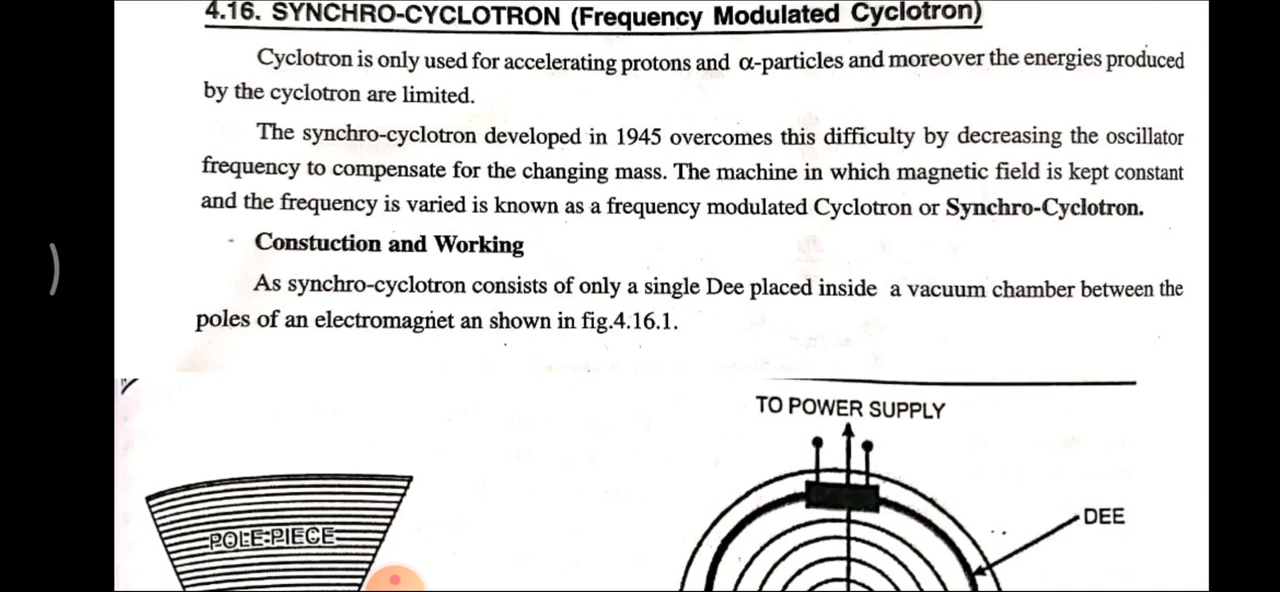 4.16. SYNCHRO-CYCLOTRON (Frequency Modulated Cyclotron)
Cyclotron is only used for accelerating protons and α-particles and moreover the energies produced
by the cyclotron are limited.
The synchro-cyclotron developed in 1945 overcomes this difficulty by decreasing the oscillator
frequency to compensate for the changing mass. The machine in which magnetic field is kept constant
and the frequency is varied is known as a frequency modulated Cyclotron or Synchro-Cyclotron.
Constuction and Working
As synchro-cyclotron consists of only a single Dee placed inside a vacuum chamber between the
poles of an electromagnet an shown in fig.4.16.1.
TO POWER SUPPLY
DEE
POLE-PIECE